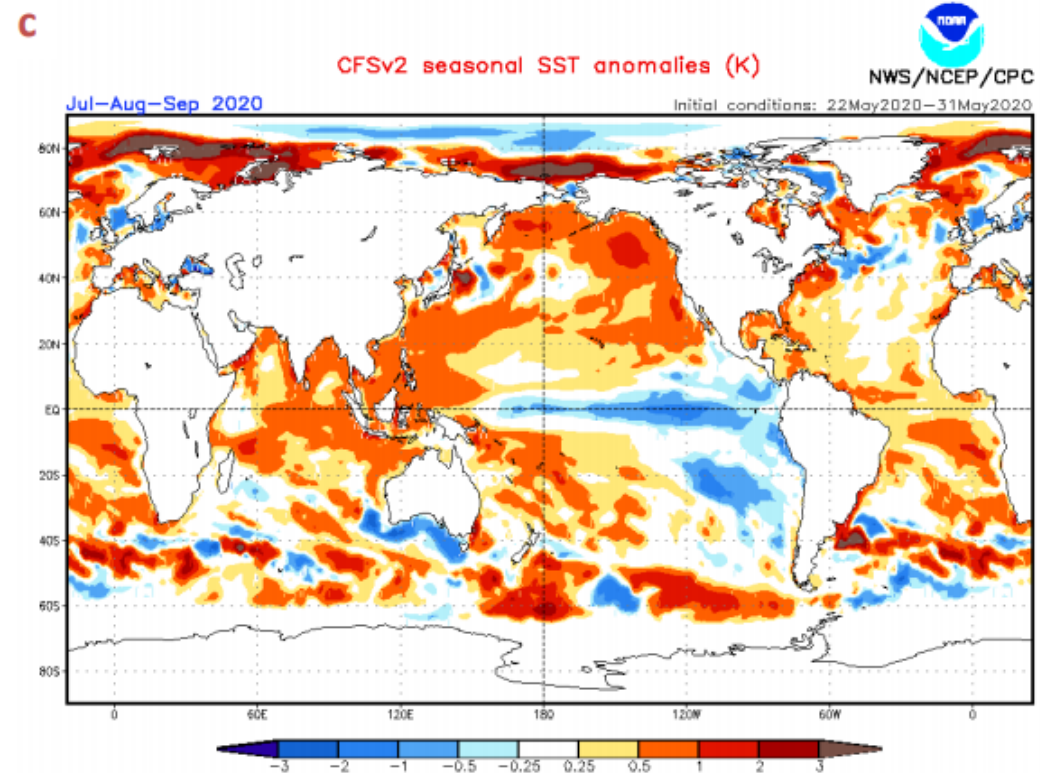 C
NOAA
CFSv2 seasonal SST anomalies (K)
NWS/NCEP/CPC
Jul-Aug-Sep 2020
Initial conditions: 22May2020-31May2020
80N
60N
40N
20N
EQ
20S
40S
60S
80S
0 60E 120E 180 120W 60W 0
-3 -2 -1 -0.5 -0.25 0.25 0.5 1 2 3